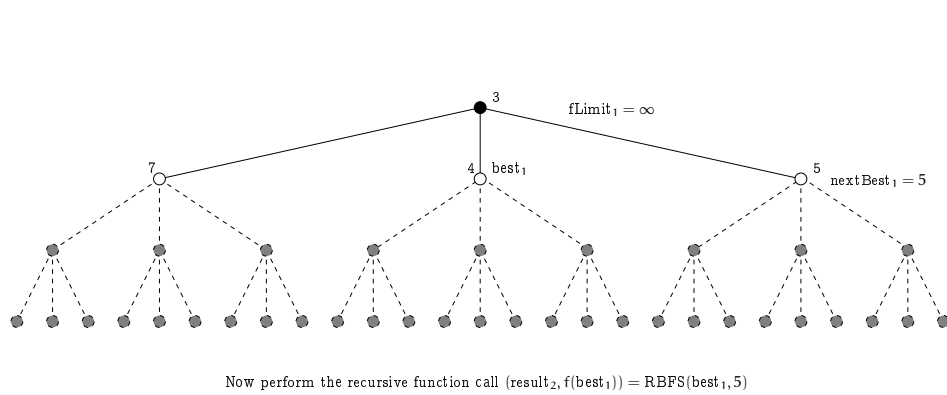 3
fLimit₁ = ∞
7
4
best₁
5
nextBest₁ = 5
Now perform the recursive function call (result₂, f(best₁)) = RBFS(best₁, 5)